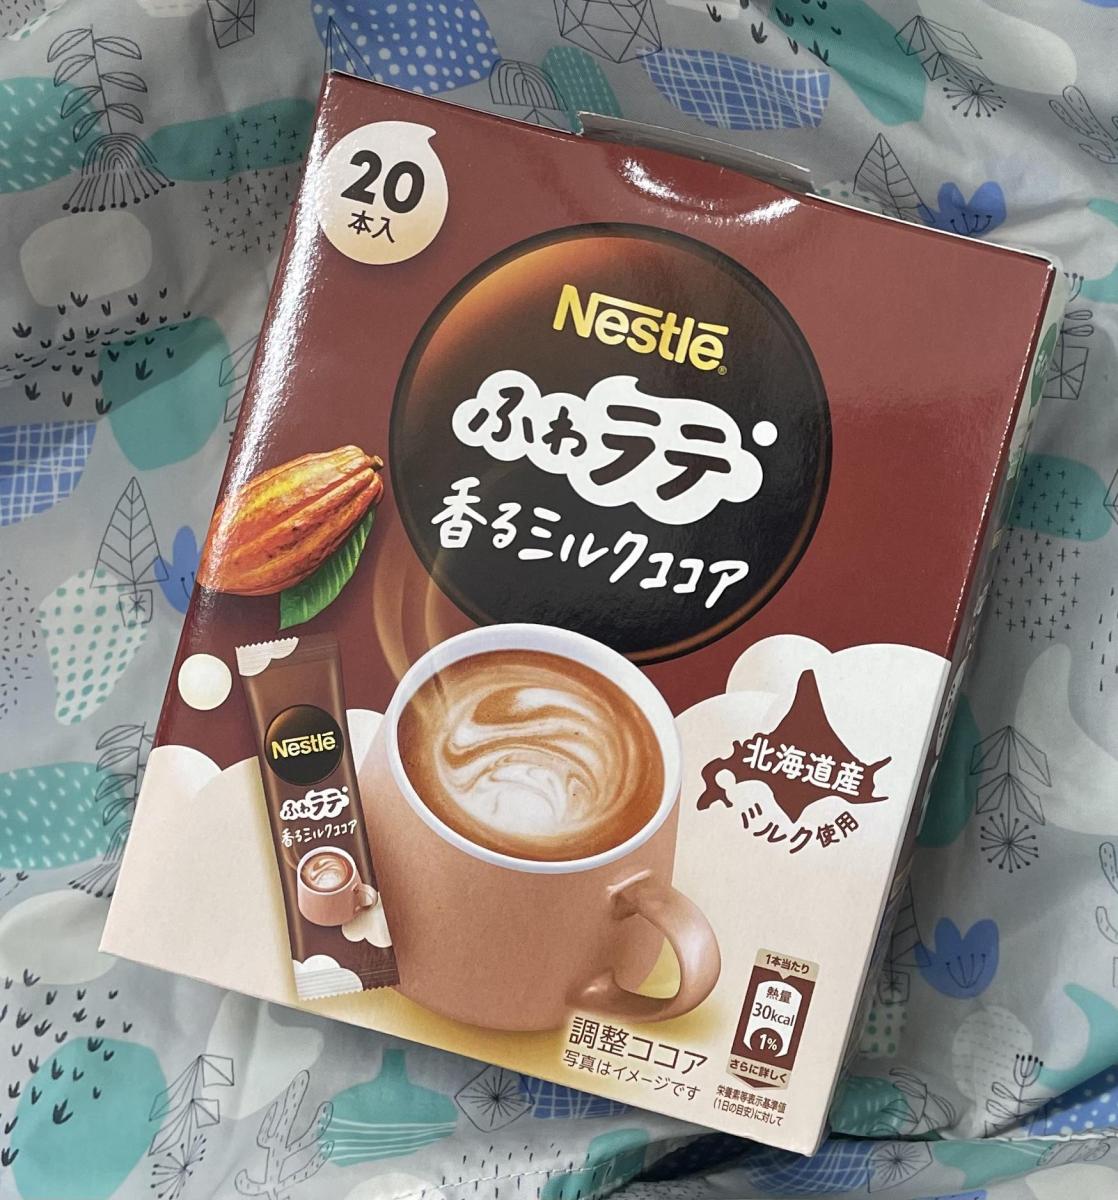 20
本入
Nestlé
ふわラテ
香るミルクココア
Nestlé
ふわラテ
香るミルクココア
北海道産
ミルク使用
1本当たり
熱量
30kcal
1%
さらに詳しく
栄養素等表示基準値
(1日の目安)に対して
調整ココア
写真はイメージです